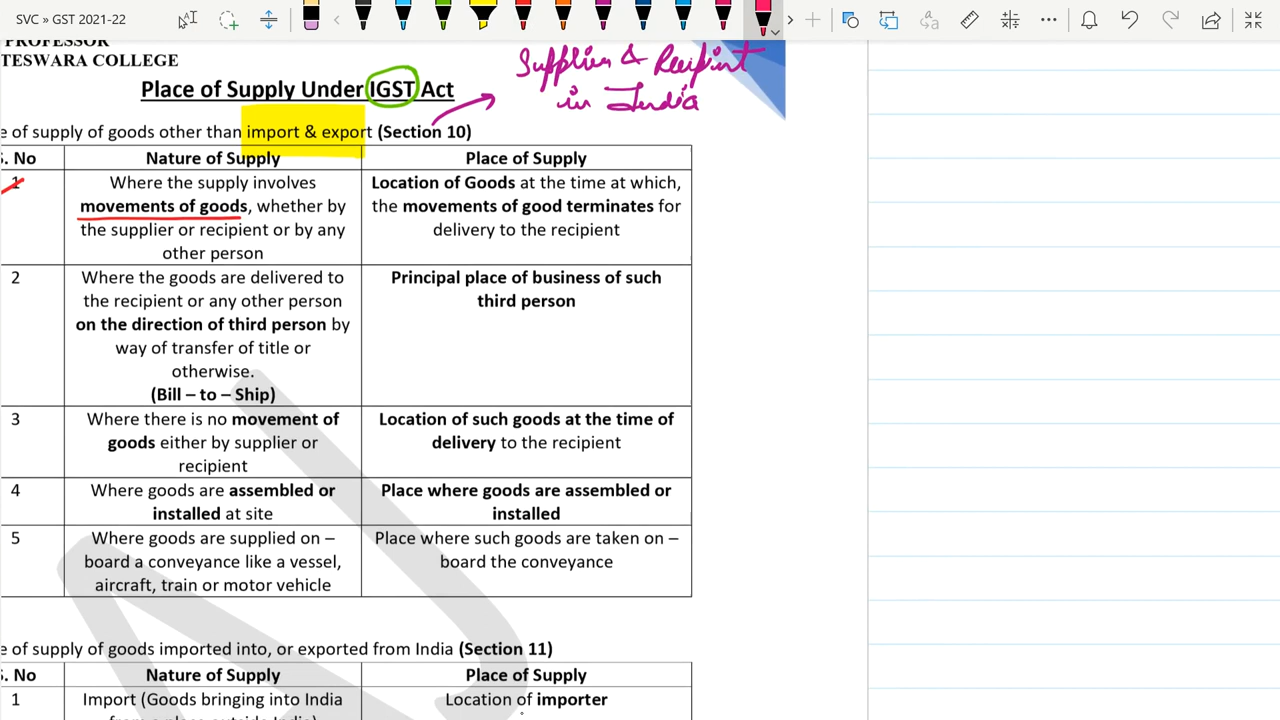 SVC » GST 2021-22
PROFESSOR
TESWARA COLLEGE
Supplier & Recipient
in India
Place of Supply Under IGST Act
e of supply of goods other than import & export (Section 10)
S. No Nature of Supply Place of Supply
1 Where the supply involves Location of Goods at the time at which,
movements of goods, whether by the movements of good terminates for
the supplier or recipient or by any delivery to the recipient
other person
2 Where the goods are delivered to Principal place of business of such
the recipient or any other person third person
on the direction of third person by
way of transfer of title or
otherwise.
(Bill – to – Ship)
3 Where there is no movement of Location of such goods at the time of
goods either by supplier or delivery to the recipient
recipient
4 Where goods are assembled or Place where goods are assembled or
installed at site installed
5 Where goods are supplied on – Place where such goods are taken on –
board a conveyance like a vessel, board the conveyance
aircraft, train or motor vehicle
e of supply of goods imported into, or exported from India (Section 11)
S. No Nature of Supply Place of Supply
1 Import (Goods bringing into India Location of importer
from a place outside India)